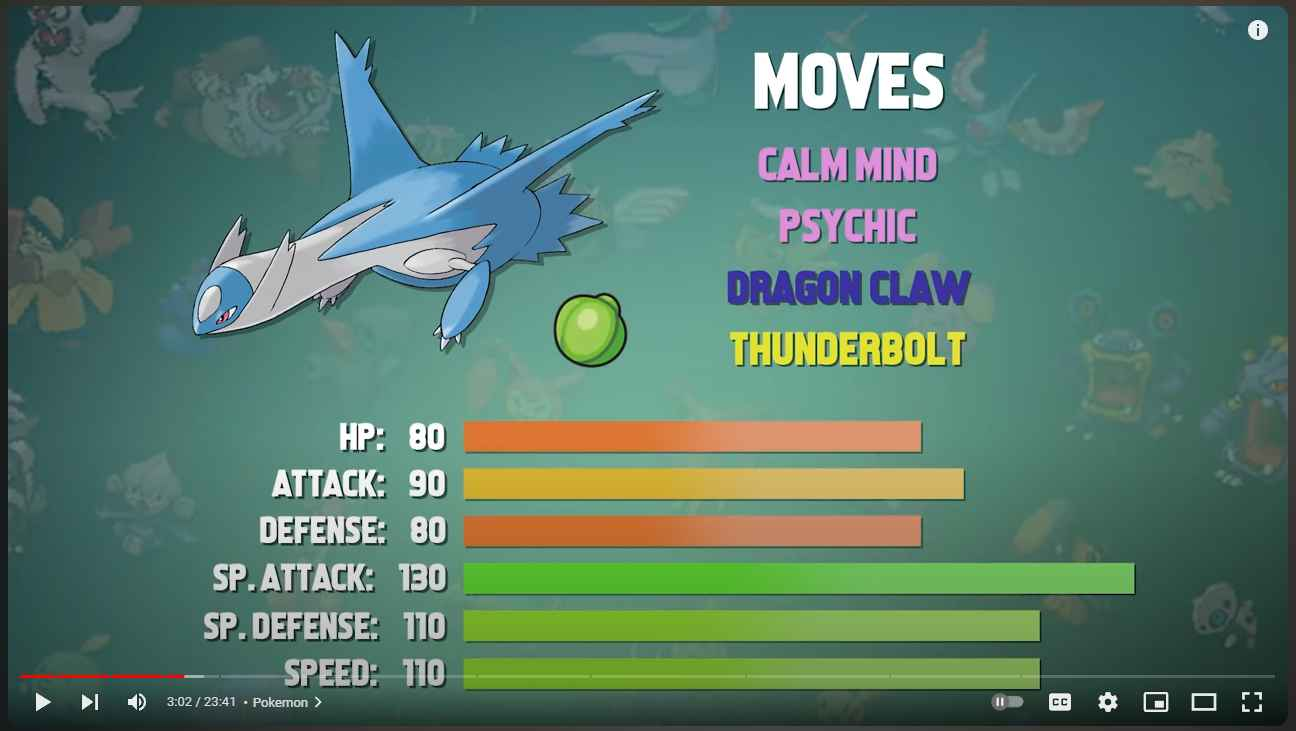 MOVES
CALM MIND
PSYCHIC
DRAGON CLAW
THUNDERBOLT
HP: 80
ATTACK: 90
DEFENSE: 80
SP. ATTACK: 130
SP. DEFENSE: 110
SPEED: 110
3:02 / 23:41 • Pokemon
CC